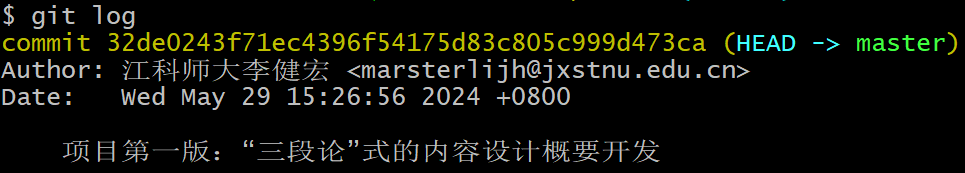 $ git log
commit 32de0243f71ec4396f54175d83c805c999d473ca (HEAD -> master)
Author: 江科师大李健宏 <marsterlijh@jxstnu.edu.cn>
Date:   Wed May 29 15:26:56 2024 +0800
项目第一版：“三段论”式的内容设计概要开发